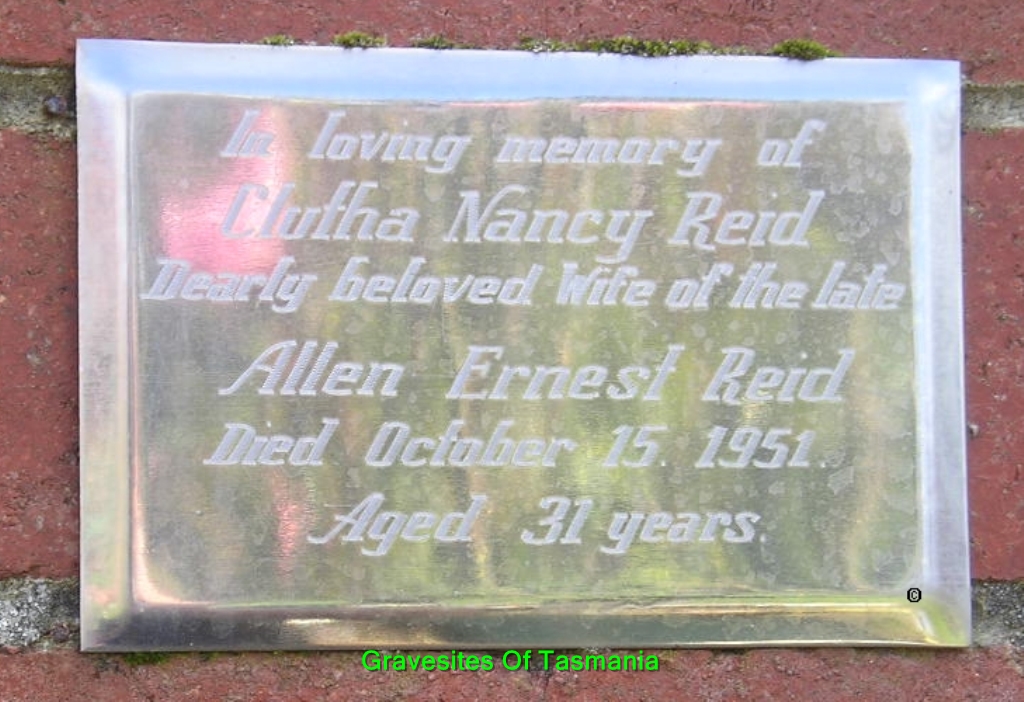 In loving memory of
Clutha Nancy Reid
Dearly beloved Wife of the late
Allen Ernest Reid
Died October 15. 1951.
Aged 31 years.
©
Gravesites Of Tasmania